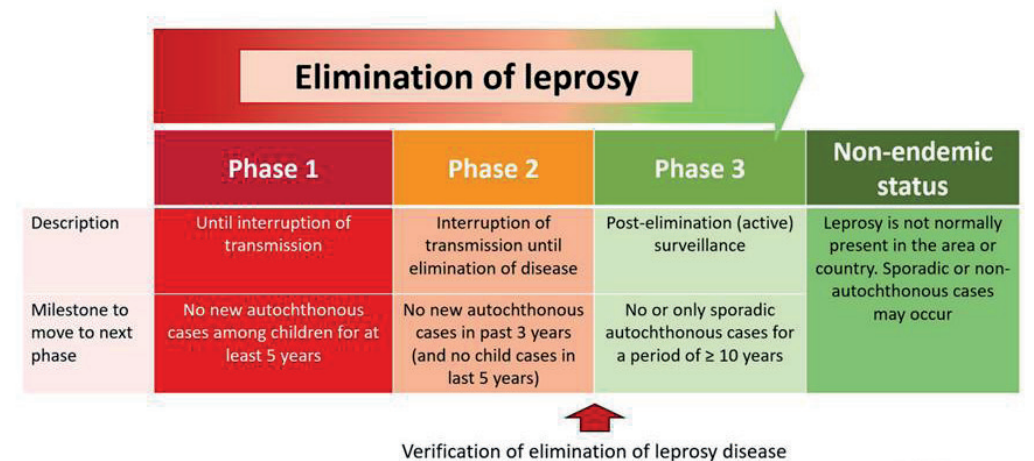 Elimination of leprosy
Phase 1
Phase 2
Phase 3
Non-endemic
status
Description
Until interruption of
transmission
Interruption of
transmission until
elimination of disease
Post-elimination (active)
surveillance
Leprosy is not normally
present in the area or
country. Sporadic or non-
autochthonous cases
may occur
Milestone to
move to next
phase
No new autochthonous
cases among children for at
least 5 years
No new autochthonous
cases in past 3 years
(and no child cases in
last 5 years)
No or only sporadic
autochthonous cases for
a period of ≥ 10 years
Verification of elimination of leprosy disease